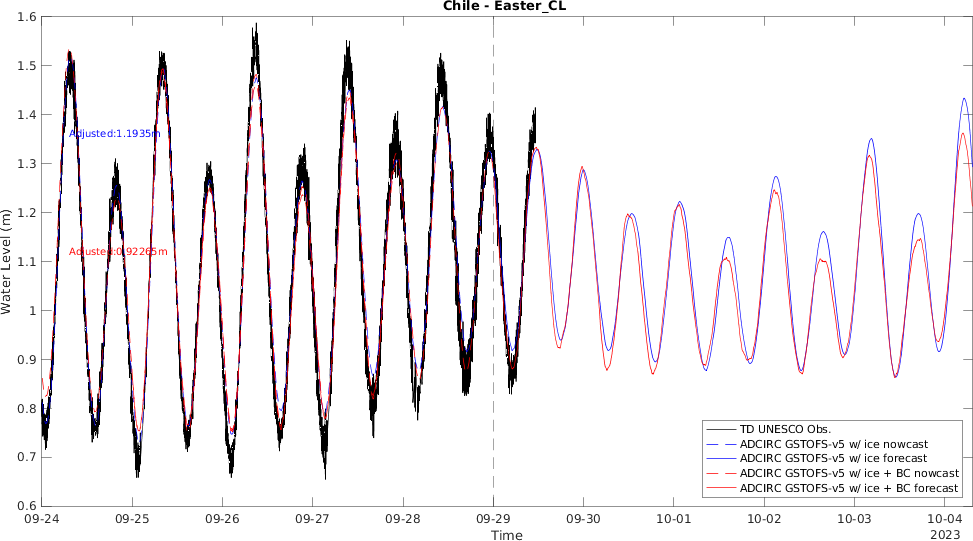 Chile - Easter_CL
Water Level (m)
1.6
1.5
1.4
1.3
1.2
1.1
1
0.9
0.8
0.7
0.6
Adjusted:1.1935m
Adjusted:0.92265m
TD UNESCO Obs.
ADCIRC GSTOFS-v5 w/ ice nowcast
ADCIRC GSTOFS-v5 w/ ice forecast
ADCIRC GSTOFS-v5 w/ ice + BC nowcast
ADCIRC GSTOFS-v5 w/ ice + BC forecast
09-24 09-25 09-26 09-27 09-28 09-29 09-30 10-01 10-02 10-03 10-04
Time
2023